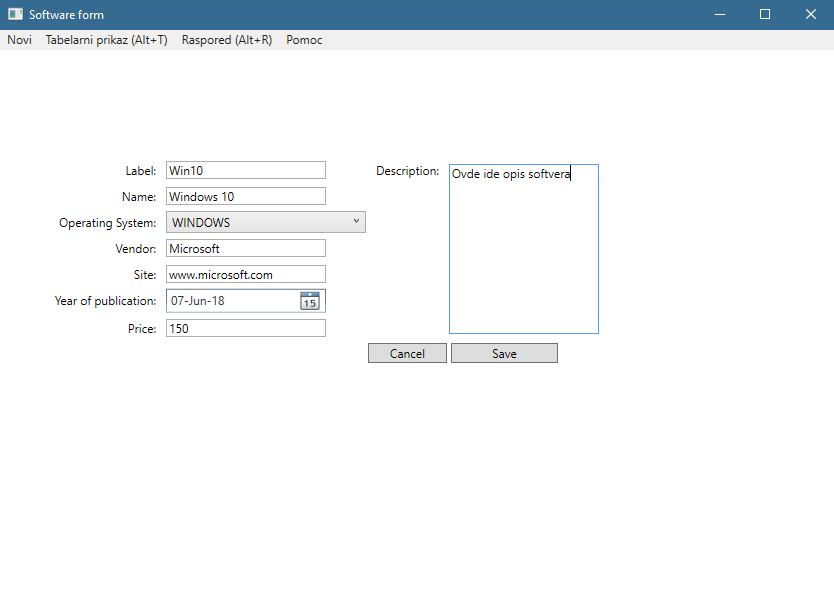 Software form
Novi Tabelarni prikaz (Alt+T) Raspored (Alt+R) Pomoc
Label: Win10
Name: Windows 10
Operating System: WINDOWS
Vendor: Microsoft
Site: www.microsoft.com
Year of publication: 07-Jun-18 15
Price: 150
Description: Ovde ide opis softvera
Cancel Save